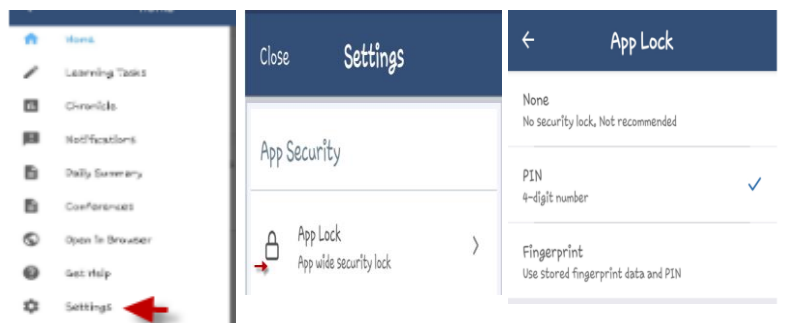 Home
Home
Learning Tasks
Chronicle
Notifications
Daily Summary
Conferences
Open in Browser
Get Help
Settings
Close
Settings
App Security
App Lock
App wide security lock
App Lock
None
No security lock, Not recommended
PIN
4-digit number
Fingerprint
Use stored fingerprint data and PIN